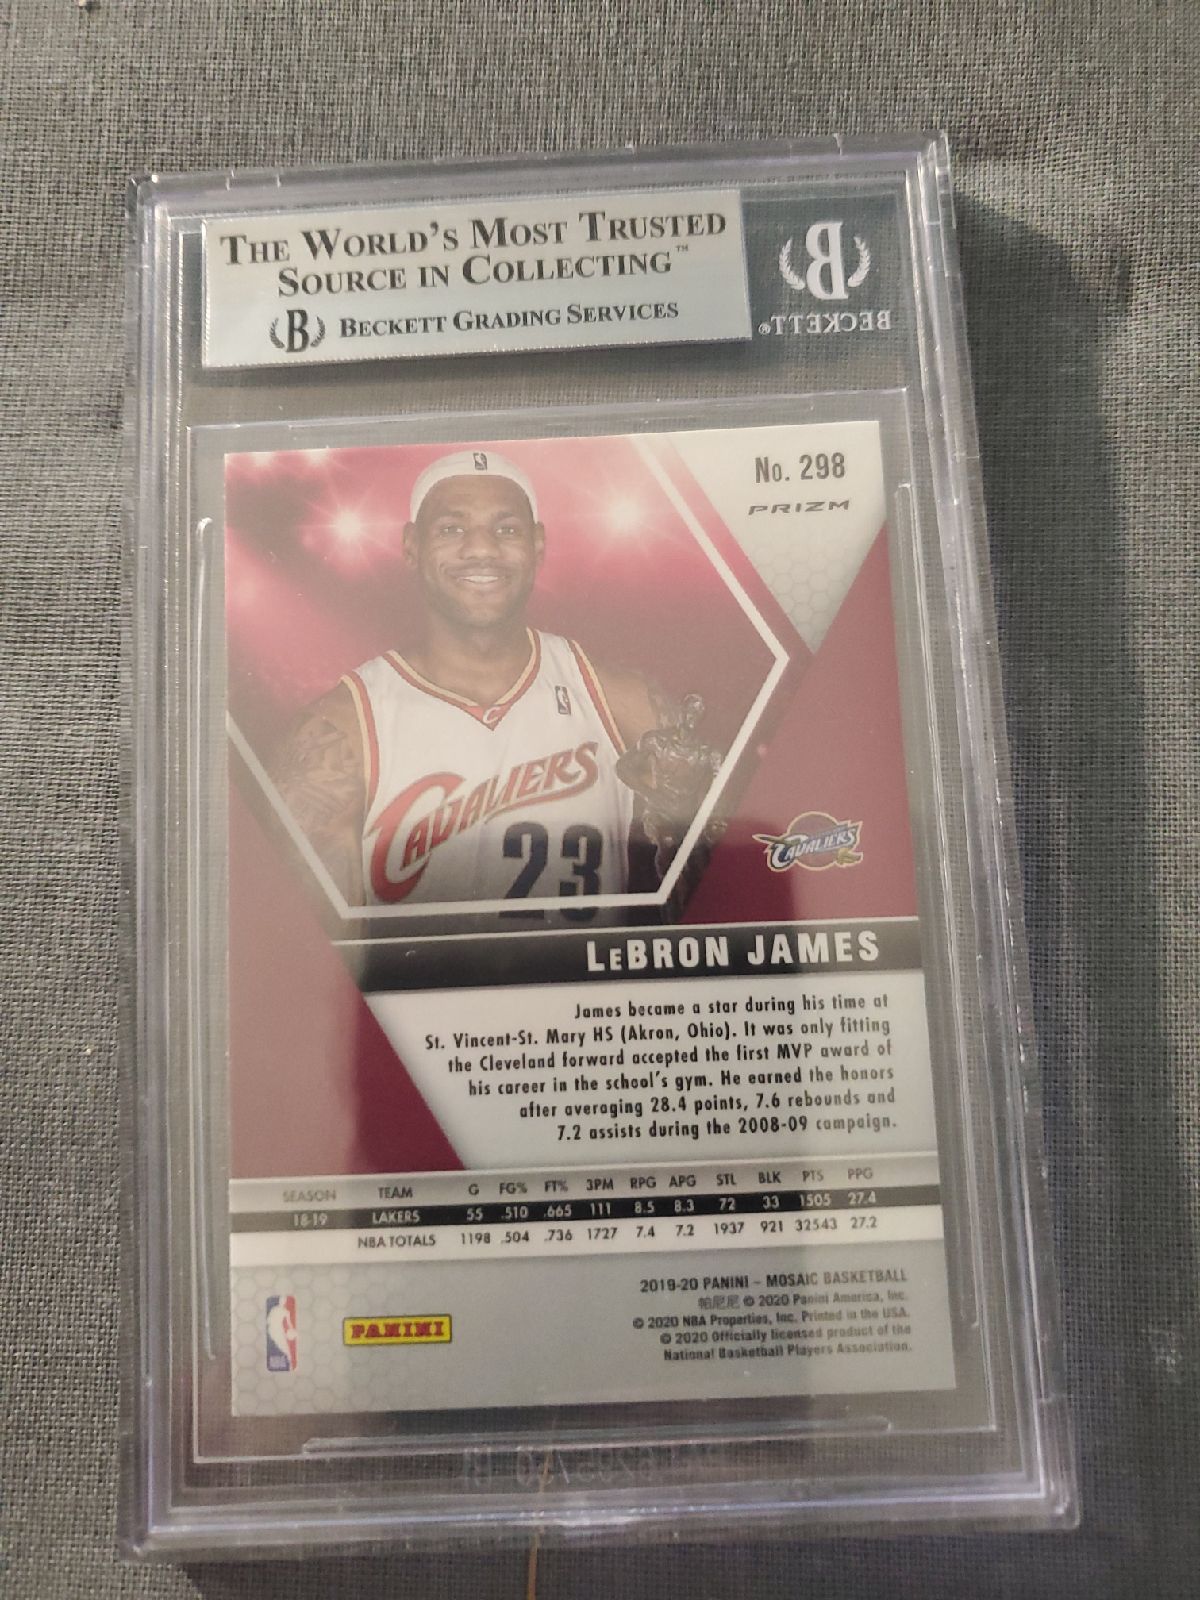 THE WORLD'S MOST TRUSTED
SOURCE IN COLLECTING™
B BECKETT GRADING SERVICES
B
BECKETT®
No. 298
PRIZM
C
CAVALIERS
23
CAVALIERS
LEBRON JAMES
James became a star during his time at
St. Vincent-St. Mary HS (Akron, Ohio). It was only fitting
the Cleveland forward accepted the first MVP award of
his career in the school's gym. He earned the honors
after averaging 28.4 points, 7.6 rebounds and
7.2 assists during the 2008-09 campaign.
SEASON TEAM G FG% FT% 3PM RPG APG STL BLK PTS PPG
18-19 LAKERS 55 .510 .665 111 8.5 8.3 72 33 1505 27.4
NBA TOTALS 1198 .504 .736 1727 7.4 7.2 1937 921 32543 27.2
2019-20 PANINI – MOSAIC BASKETBALL
帕尼尼 © 2020 Panini America, Inc.
© 2020 NBA Properties, Inc. Printed in the USA.
© 2020 Officially licensed product of the
National Basketball Players Association.
NBA
PANINI